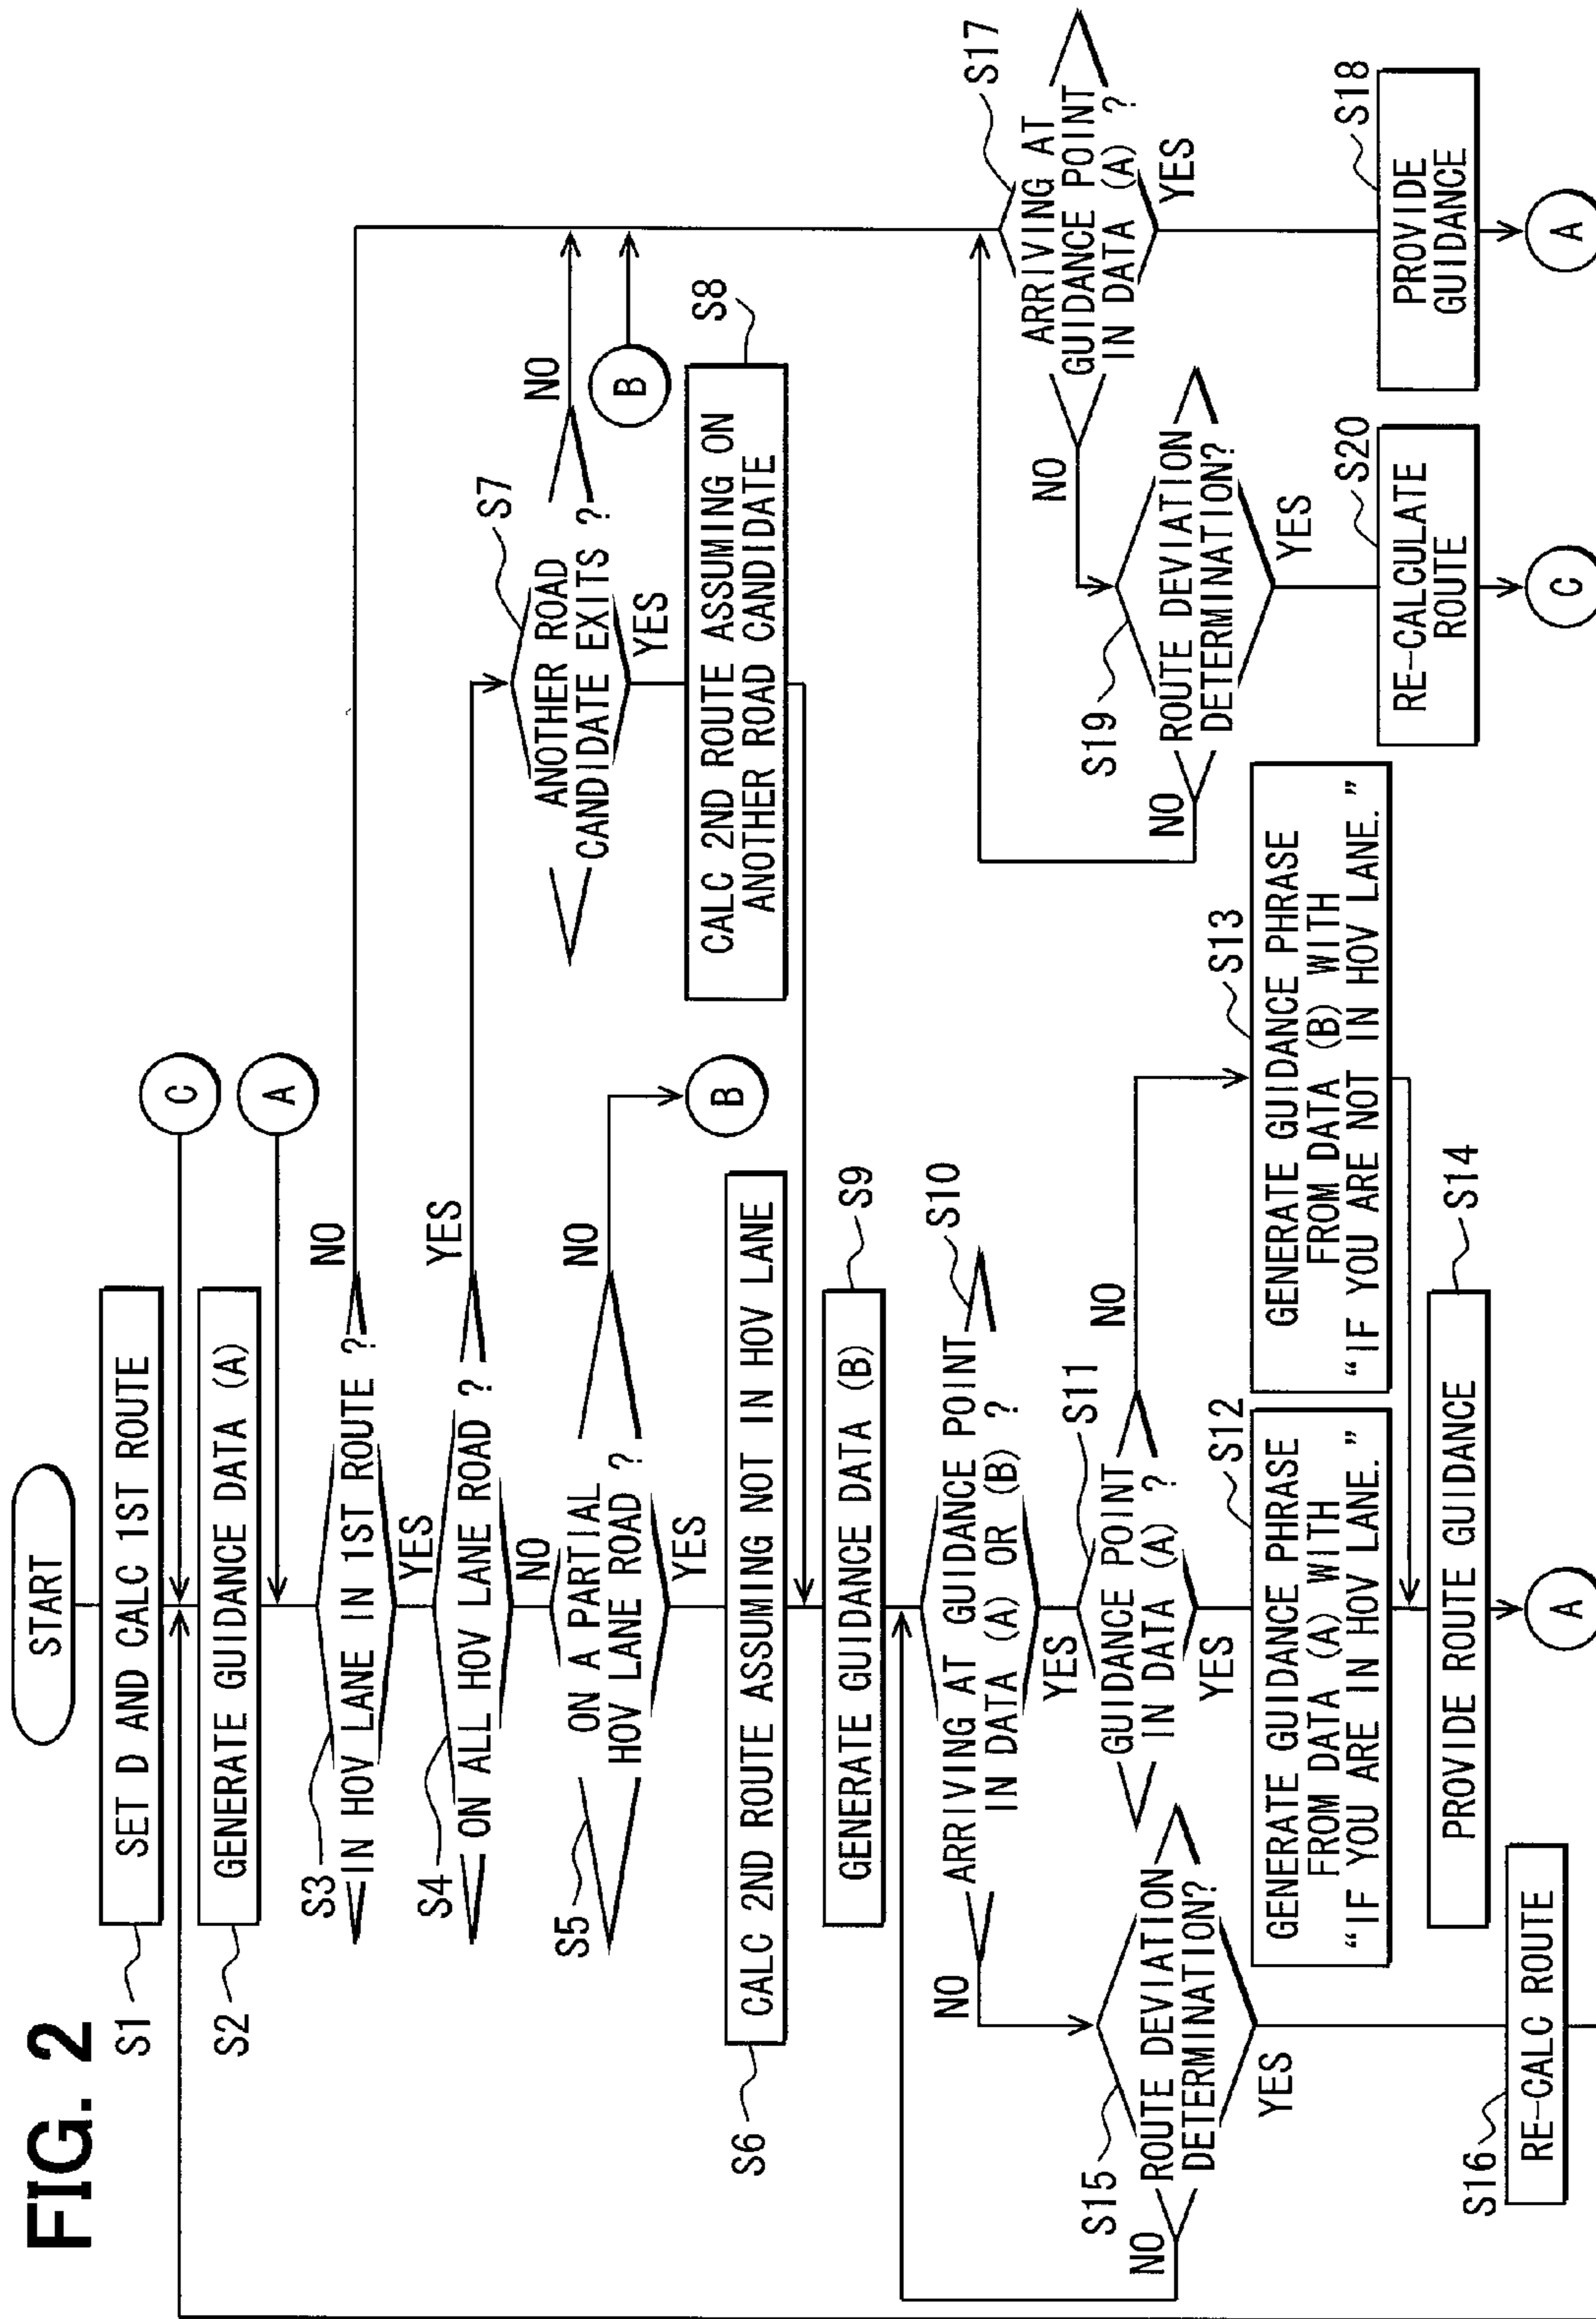 FIG. 2
START
S1
SET D AND CALC 1ST ROUTE
C
S2
GENERATE GUIDANCE DATA (A)
A
S3
IN HOV LANE IN 1ST ROUTE ?
NO
YES
S4
ON ALL HOV LANE ROAD ?
YES
NO
S5
ON A PARTIAL
HOV LANE ROAD ?
NO
B
YES
S6
CALC 2ND ROUTE ASSUMING NOT IN HOV LANE
S7
ANOTHER ROAD
CANDIDATE EXITS ?
NO
B
YES
S8
CALC 2ND ROUTE ASSUMING ON
ANOTHER ROAD CANDIDATE
GENERATE GUIDANCE DATA (B)
S9
ARRIVING AT GUIDANCE POINT
IN DATA (A) OR (B) ?
S10
NO
YES
GUIDANCE POINT
IN DATA (A) ?
S11
NO
YES
S12
GENERATE GUIDANCE PHRASE
FROM DATA (A) WITH
“IF YOU ARE IN HOV LANE.”
S13
GENERATE GUIDANCE PHRASE
FROM DATA (B) WITH
“IF YOU ARE NOT IN HOV LANE.”
S14
PROVIDE ROUTE GUIDANCE
A
S15
ROUTE DEVIATION
DETERMINATION?
NO
YES
S16
RE-CALC ROUTE
S17
ARRIVING AT
GUIDANCE POINT
IN DATA (A) ?
NO
YES
S18
PROVIDE
GUIDANCE
A
S19
ROUTE DEVIATION
DETERMINATION?
NO
YES
S20
RE-CALCULATE
ROUTE
C